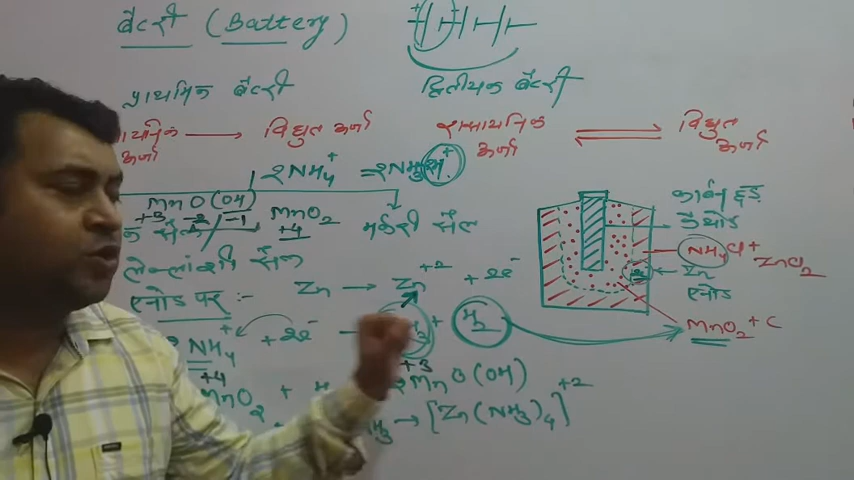 बैटरी (Battery)
प्राथमिक बैटरी
द्वितीयक बैटरी
विद्युत ऊर्जा
ऊर्जा
रासायनिक ऊर्जा ⇌ विद्युत ऊर्जा
2NH₄⁺ = 2NH₃
MnO(OH)
+3 -2 -1
MnO₂
+4
मर्करी सैल
लेक्लांशी सैल
एनोड पर :-
Zn → Zn⁺² + 2e⁻
NH₄⁺ + 2e⁻ →
H₂
+4 +3
MnO₂ + 2MnO(OH)
→ [Zn(NH₃)₄]⁺²
कार्बन छड़
कैथोड
NH₄Cl + ZnCl₂
Zn
एनोड
MnO₂ + C